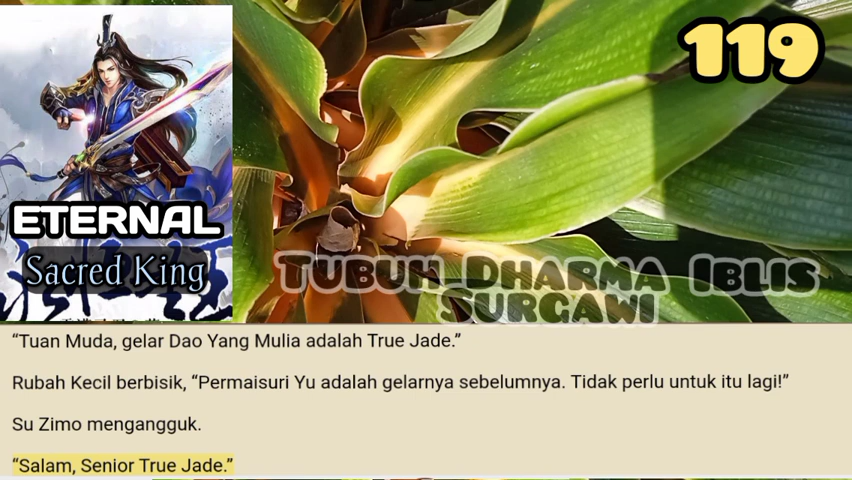 119
ETERNAL
Sacred King
Tubuh Dharma Iblis
Surgawi
“Tuan Muda, gelar Dao Yang Mulia adalah True Jade.”
Rubah Kecil berbisik, “Permaisuri Yu adalah gelarnya sebelumnya. Tidak perlu untuk itu lagi!”
Su Zimo mengangguk.
“Salam, Senior True Jade.”